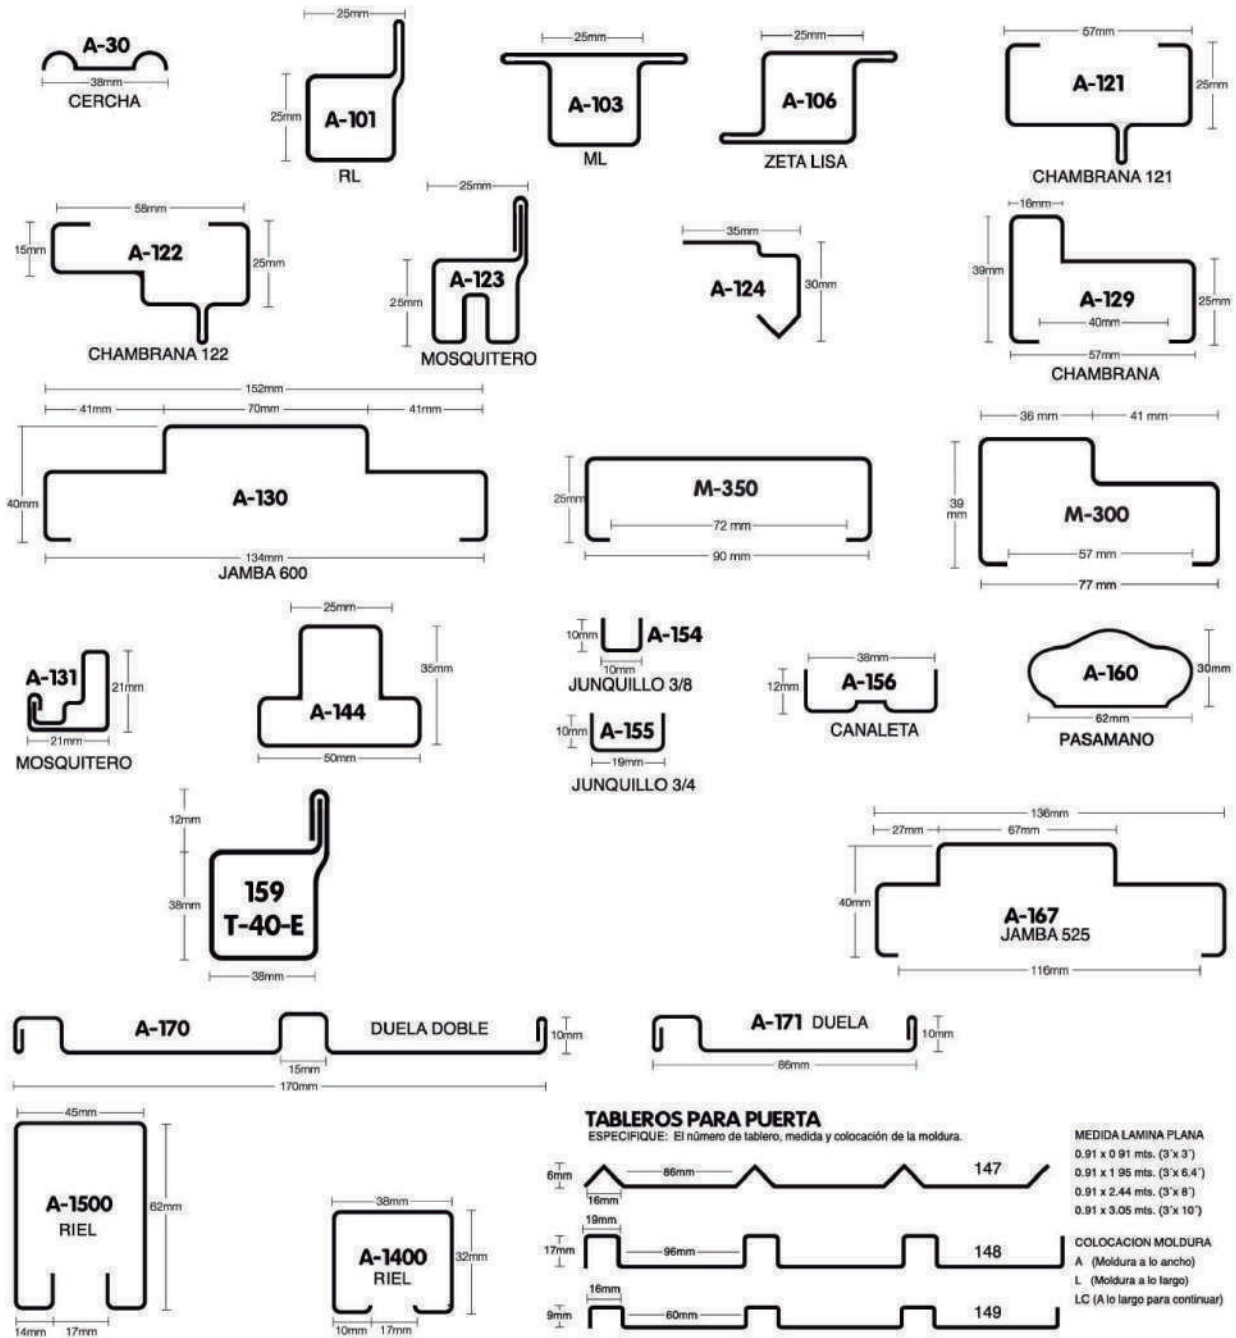 A-30
38mm
CERCHA
25mm
25mm
A-101
RL
25mm
A-103
ML
25mm
A-106
ZETA LISA
67mm
A-121
25mm
CHAMBRANA 121
58mm
15mm
A-122
25mm
CHAMBRANA 122
25mm
A-123
25mm
MOSQUITERO
35mm
A-124
30mm
16mm
39mm
A-129
25mm
40mm
57mm
CHAMBRANA
152mm
41mm 70mm 41mm
40mm
A-130
134mm
JAMBA 600
25mm
M-350
72 mm
90 mm
36 mm 41 mm
39
mm
M-300
57 mm
77 mm
A-131
21mm
21mm
MOSQUITERO
25mm
35mm
A-144
50mm
10mm
A-154
10mm
JUNQUILLO 3/8
10mm
A-155
19mm
JUNQUILLO 3/4
38mm
12mm
A-156
CANALETA
A-160
30mm
62mm
PASAMANO
12mm
38mm
159
T-40-E
38mm
136mm
27mm 67mm
40mm
A-167
JAMBA 525
116mm
A-170
DUELA DOBLE
10mm
15mm
170mm
A-171 DUELA
10mm
86mm
45mm
A-1500
RIEL
62mm
14mm 17mm
38mm
A-1400
RIEL
32mm
10mm 17mm
TABLEROS PARA PUERTA
ESPECIFIQUE: El número de tablero, medida y colocación de la moldura.
6mm
86mm
147
16mm
19mm
17mm
96mm
148
16mm
9mm
60mm
149
MEDIDA LAMINA PLANA
0.91 x 0 91 mts. (3´x 3´)
0.91 x 1 95 mts. (3´x 6.4´)
0.91 x 2.44 mts. (3´x 8´)
0.91 x 3.05 mts. (3´x 10´)
COLOCACION MOLDURA
A (Moldura a lo ancho)
L (Moldura a lo largo)
LC (A lo largo para continuar)